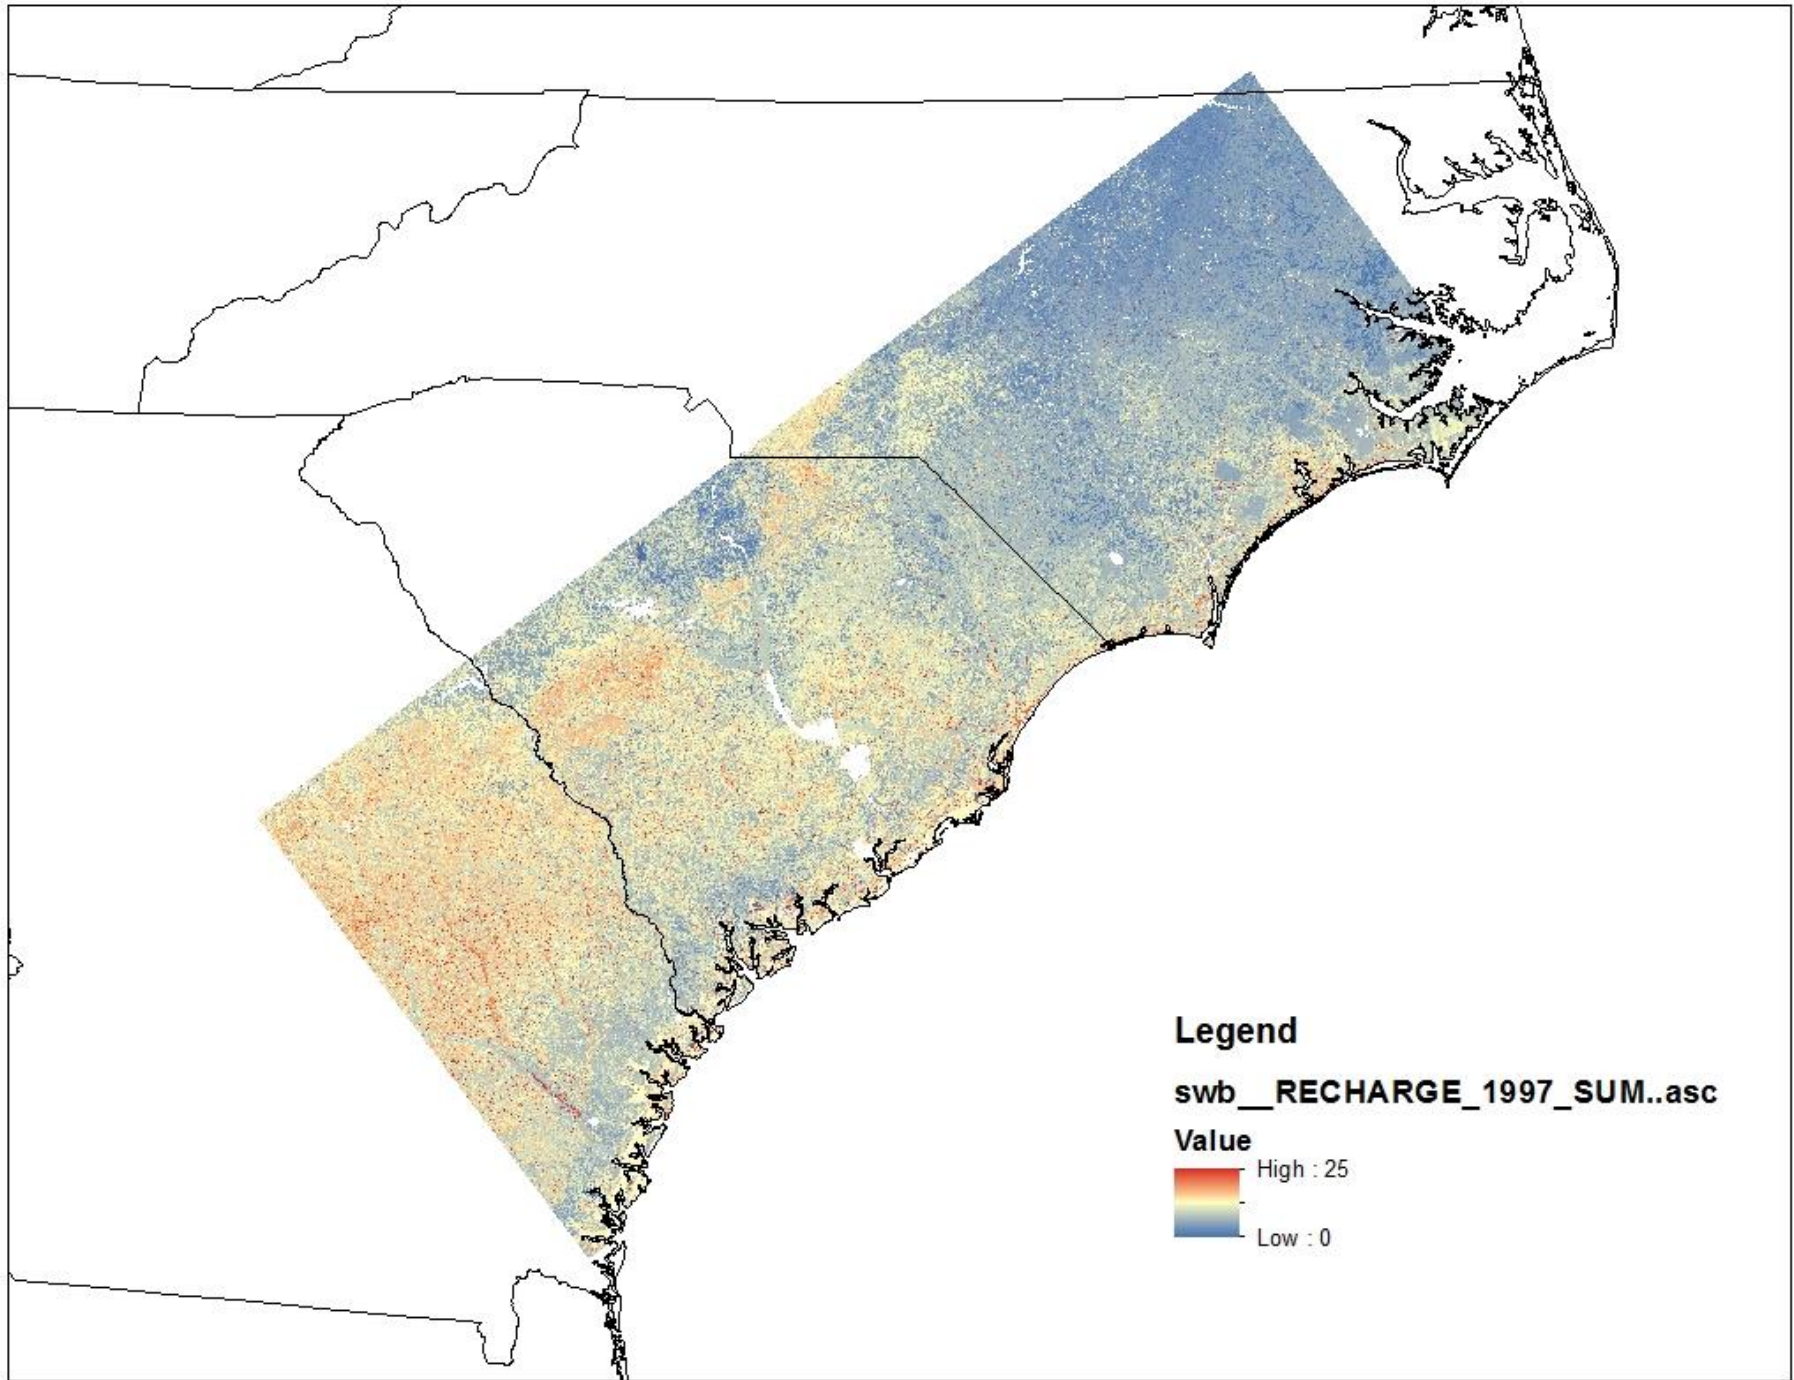 Legend
swb__RECHARGE_1997_SUM..asc
Value
High : 25
Low : 0